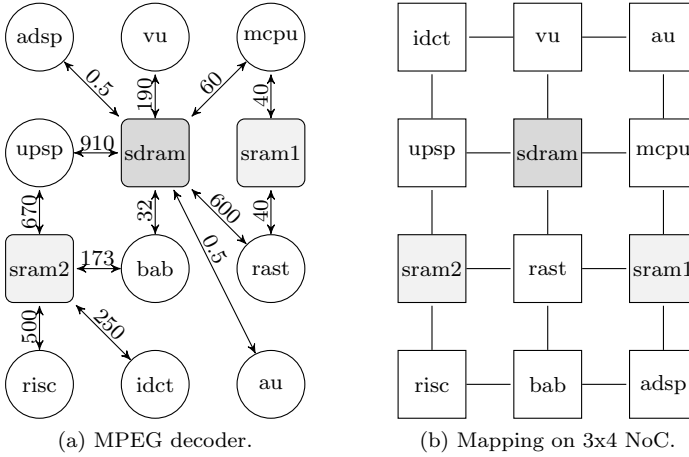 adsp vu mcpu
0.5 190 60 40
upsp 910 sdram sram1
670 32 600 40
sram2 173 bab 0.5 rast
500 250
risc idct au
(a) MPEG decoder.
idct vu au
upsp sdram mcpu
sram2 rast sram1
risc bab adsp
(b) Mapping on 3x4 NoC.